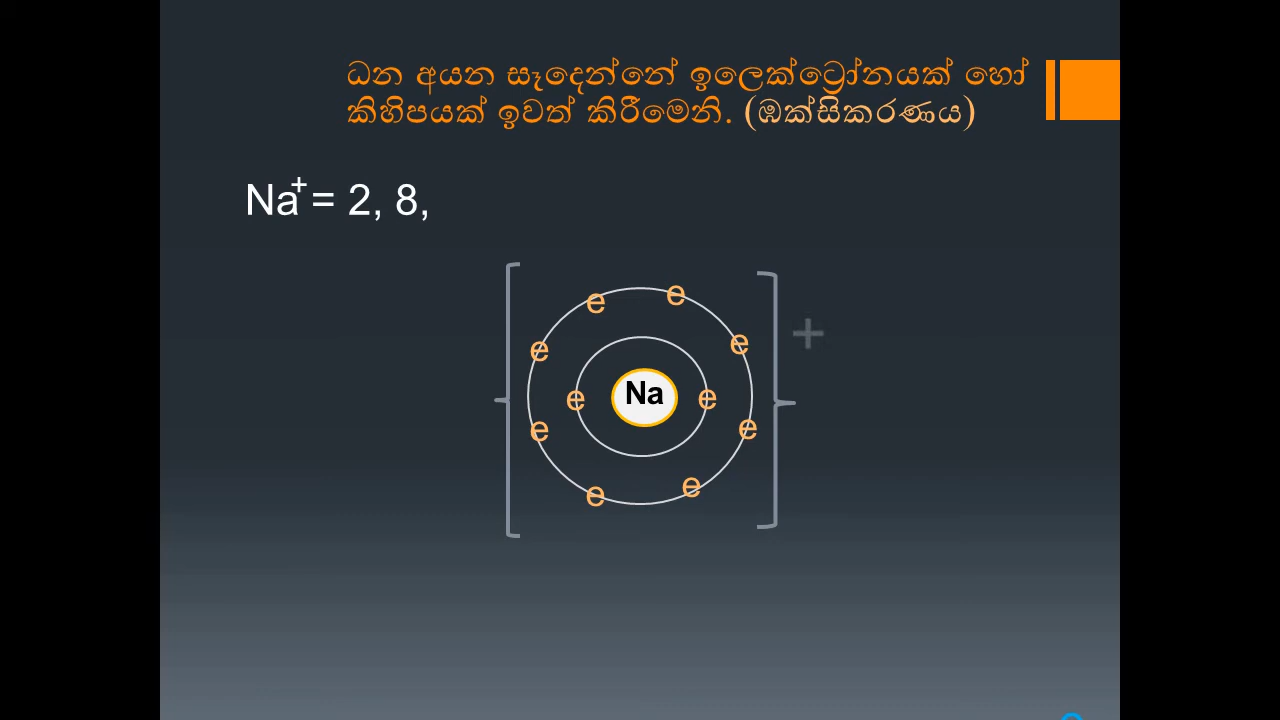 ධන අයන සෑදෙන්නේ ඉලෙක්ට්‍රෝනයක් හෝ
කිහිපයක් ඉවත් කිරීමෙනි. (ඔක්සිකරණය)
Na⁺ = 2, 8,
e e
e e
e Na e
e e
e e